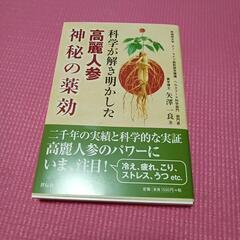 科学が解き明かした
高麗人参
神秘の薬効
矢澤一良
二千年の実績と科学的な実証
高麗人参のパワーに
いま、注目!
冷え、疲れ、こり、
ストレス、うつ etc.